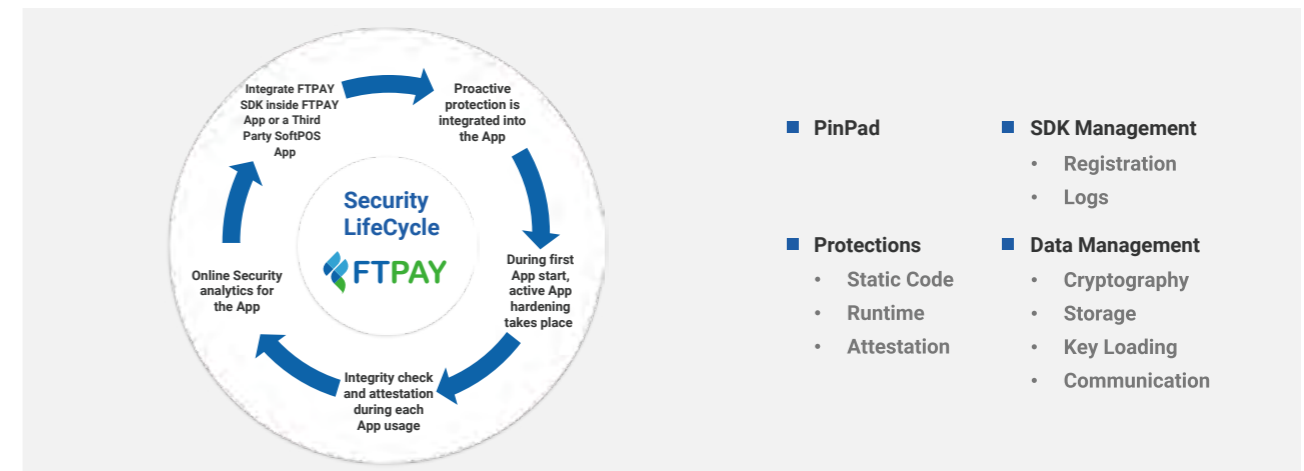 Integrate FTPAY
SDK inside FTPAY
App or a Third
Party SoftPOS
App
Proactive
protection is
integrated into
the App
During first
App start,
active App
hardening
takes place
Integrity check
and attestation
during each
App usage
Online Security
analytics for
the App
Security
LifeCycle
FTPAY
PinPad
SDK Management
• Registration
• Logs
Protections
• Static Code
• Runtime
• Attestation
Data Management
• Cryptography
• Storage
• Key Loading
• Communication